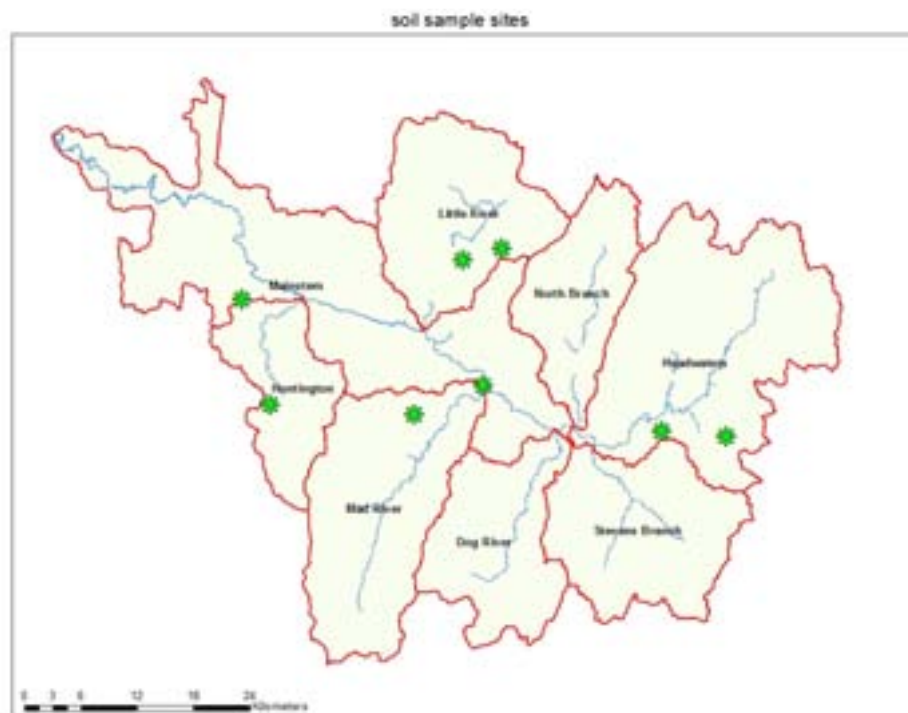 soil sample sites
Little River
Mainstem
North Branch
Headwaters
Huntington
Mad River
Dog River
Stevens Branch
0 3 6 12 18 24
Kilometers